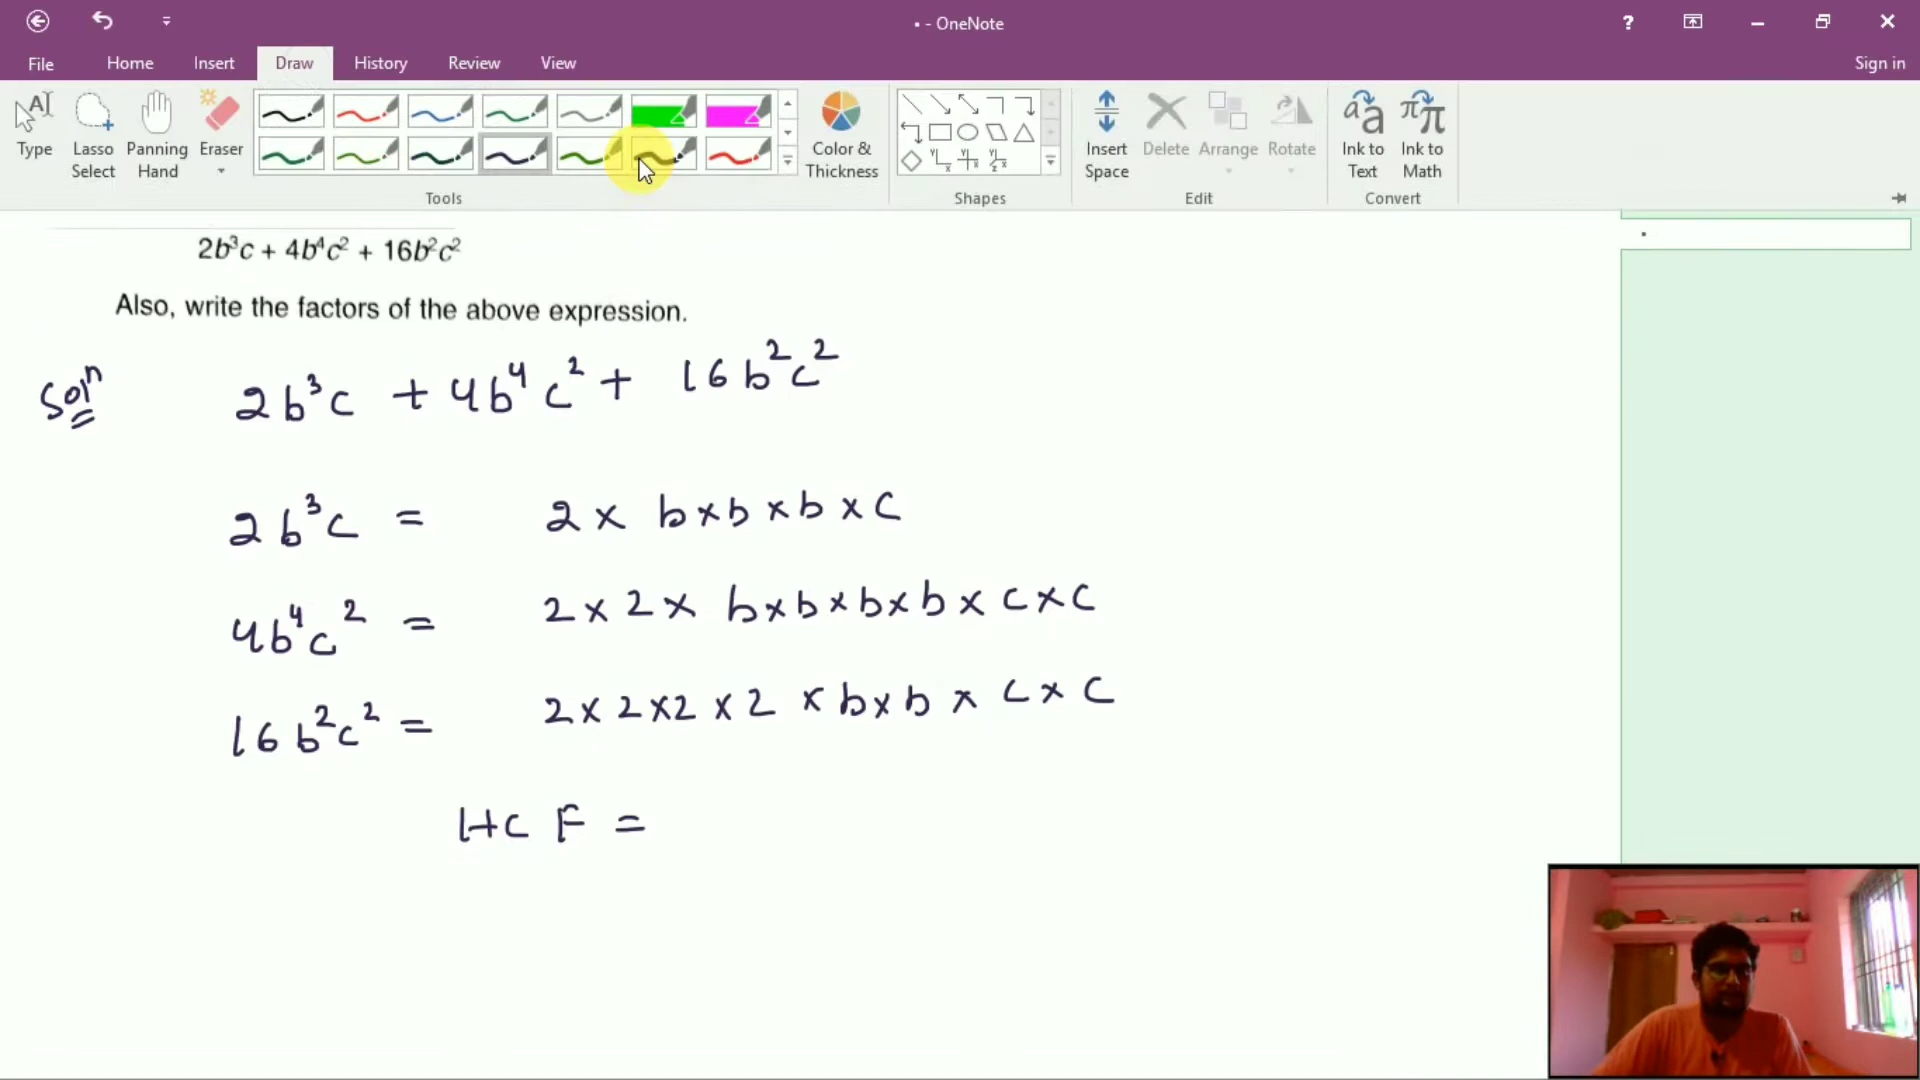 • - OneNote
?
File Home Insert Draw History Review View Sign in
Type
Lasso Select
Panning Hand
Eraser
Color & Thickness
Insert Space
Delete
Arrange
Rotate
Ink to Text
Ink to Math
Tools Shapes Edit Convert
2b³c + 4b⁴c² + 16b²c²
Also, write the factors of the above expression.
Solⁿ 2b³c + 4b⁴c² + 16b²c²
2b³c = 2 × b×b×b×c
4b⁴c² = 2×2× b×b×b×b×c×c
16b²c² = 2×2×2×2×b×b×c×c
HCF =